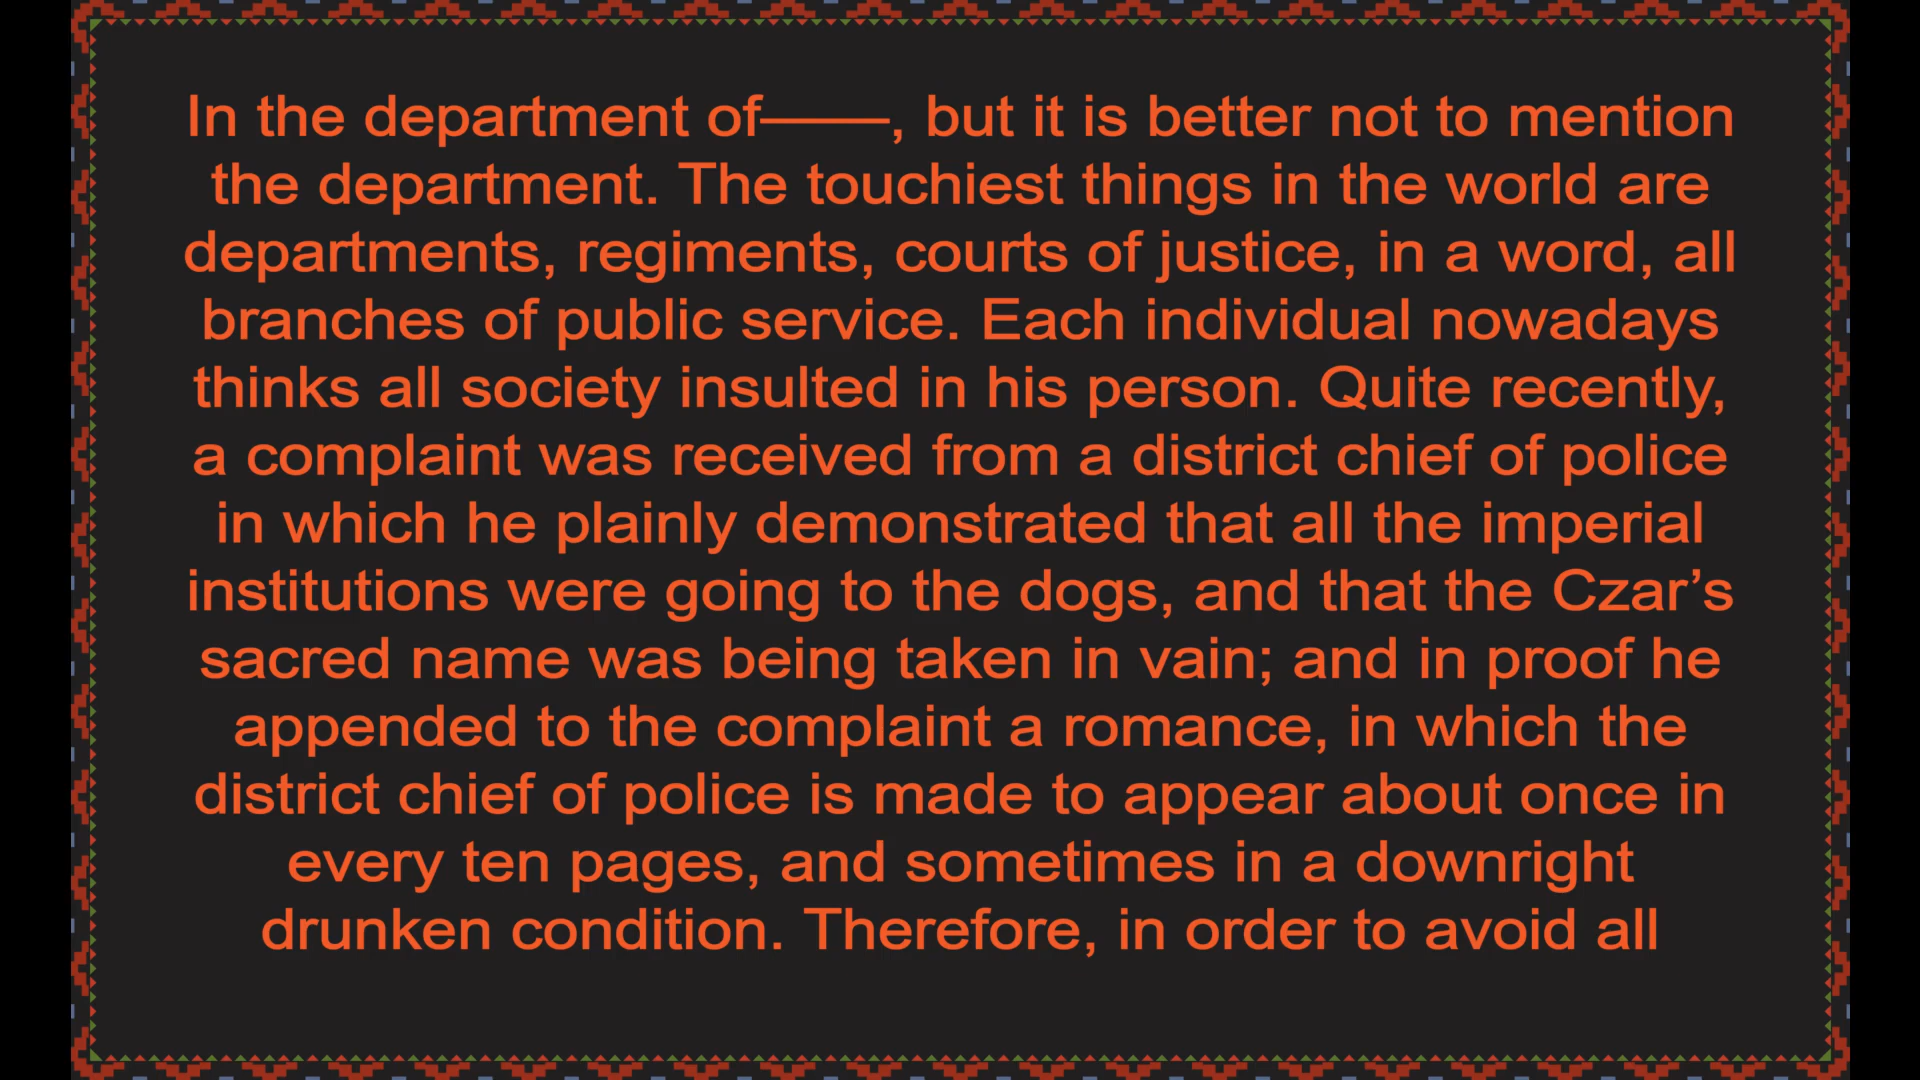 In the department of——, but it is better not to mention
the department. The touchiest things in the world are
departments, regiments, courts of justice, in a word, all
branches of public service. Each individual nowadays
thinks all society insulted in his person. Quite recently,
a complaint was received from a district chief of police
in which he plainly demonstrated that all the imperial
institutions were going to the dogs, and that the Czar’s
sacred name was being taken in vain; and in proof he
appended to the complaint a romance, in which the
district chief of police is made to appear about once in
every ten pages, and sometimes in a downright
drunken condition. Therefore, in order to avoid all